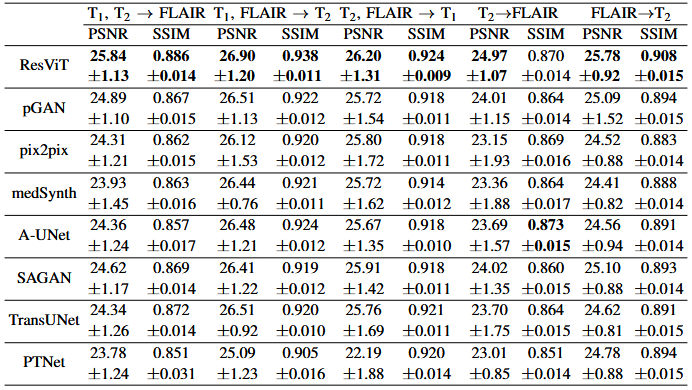 T1, T2 → FLAIR T1, FLAIR → T2 T2, FLAIR → T1 T2→FLAIR FLAIR→T2
PSNR SSIM PSNR SSIM PSNR SSIM PSNR SSIM PSNR SSIM
ResViT 25.84 0.886 26.90 0.938 26.20 0.924 24.97 0.870 25.78 0.908
±1.13 ±0.014 ±1.20 ±0.011 ±1.31 ±0.009 ±1.07 ±0.014 ±0.92 ±0.015
pGAN 24.89 0.867 26.51 0.922 25.72 0.918 24.01 0.864 25.09 0.894
±1.10 ±0.015 ±1.13 ±0.012 ±1.54 ±0.011 ±1.15 ±0.014 ±1.52 ±0.015
pix2pix 24.31 0.862 26.12 0.920 25.80 0.918 23.15 0.869 24.52 0.883
±1.21 ±0.015 ±1.53 ±0.012 ±1.72 ±0.011 ±1.93 ±0.016 ±0.88 ±0.014
medSynth 23.93 0.863 26.44 0.921 25.72 0.914 23.36 0.864 24.41 0.888
±1.45 ±0.016 ±0.76 ±0.011 ±1.62 ±0.012 ±1.88 ±0.017 ±0.82 ±0.014
A-UNet 24.36 0.857 26.48 0.924 25.67 0.918 23.69 0.873 24.56 0.891
±1.24 ±0.017 ±1.21 ±0.012 ±1.35 ±0.010 ±1.57 ±0.015 ±0.94 ±0.014
SAGAN 24.62 0.869 26.41 0.919 25.91 0.918 24.02 0.860 25.10 0.893
±1.17 ±0.014 ±1.22 ±0.012 ±1.42 ±0.011 ±1.35 ±0.015 ±0.88 ±0.014
TransUNet 24.34 0.872 26.51 0.920 25.76 0.921 23.70 0.864 24.62 0.891
±1.26 ±0.014 ±0.92 ±0.010 ±1.69 ±0.011 ±1.75 ±0.015 ±0.81 ±0.015
PTNet 23.78 0.851 25.09 0.905 22.19 0.920 23.01 0.851 24.78 0.894
±1.24 ±0.031 ±1.23 ±0.016 ±1.88 ±0.014 ±0.85 ±0.014 ±0.88 ±0.015